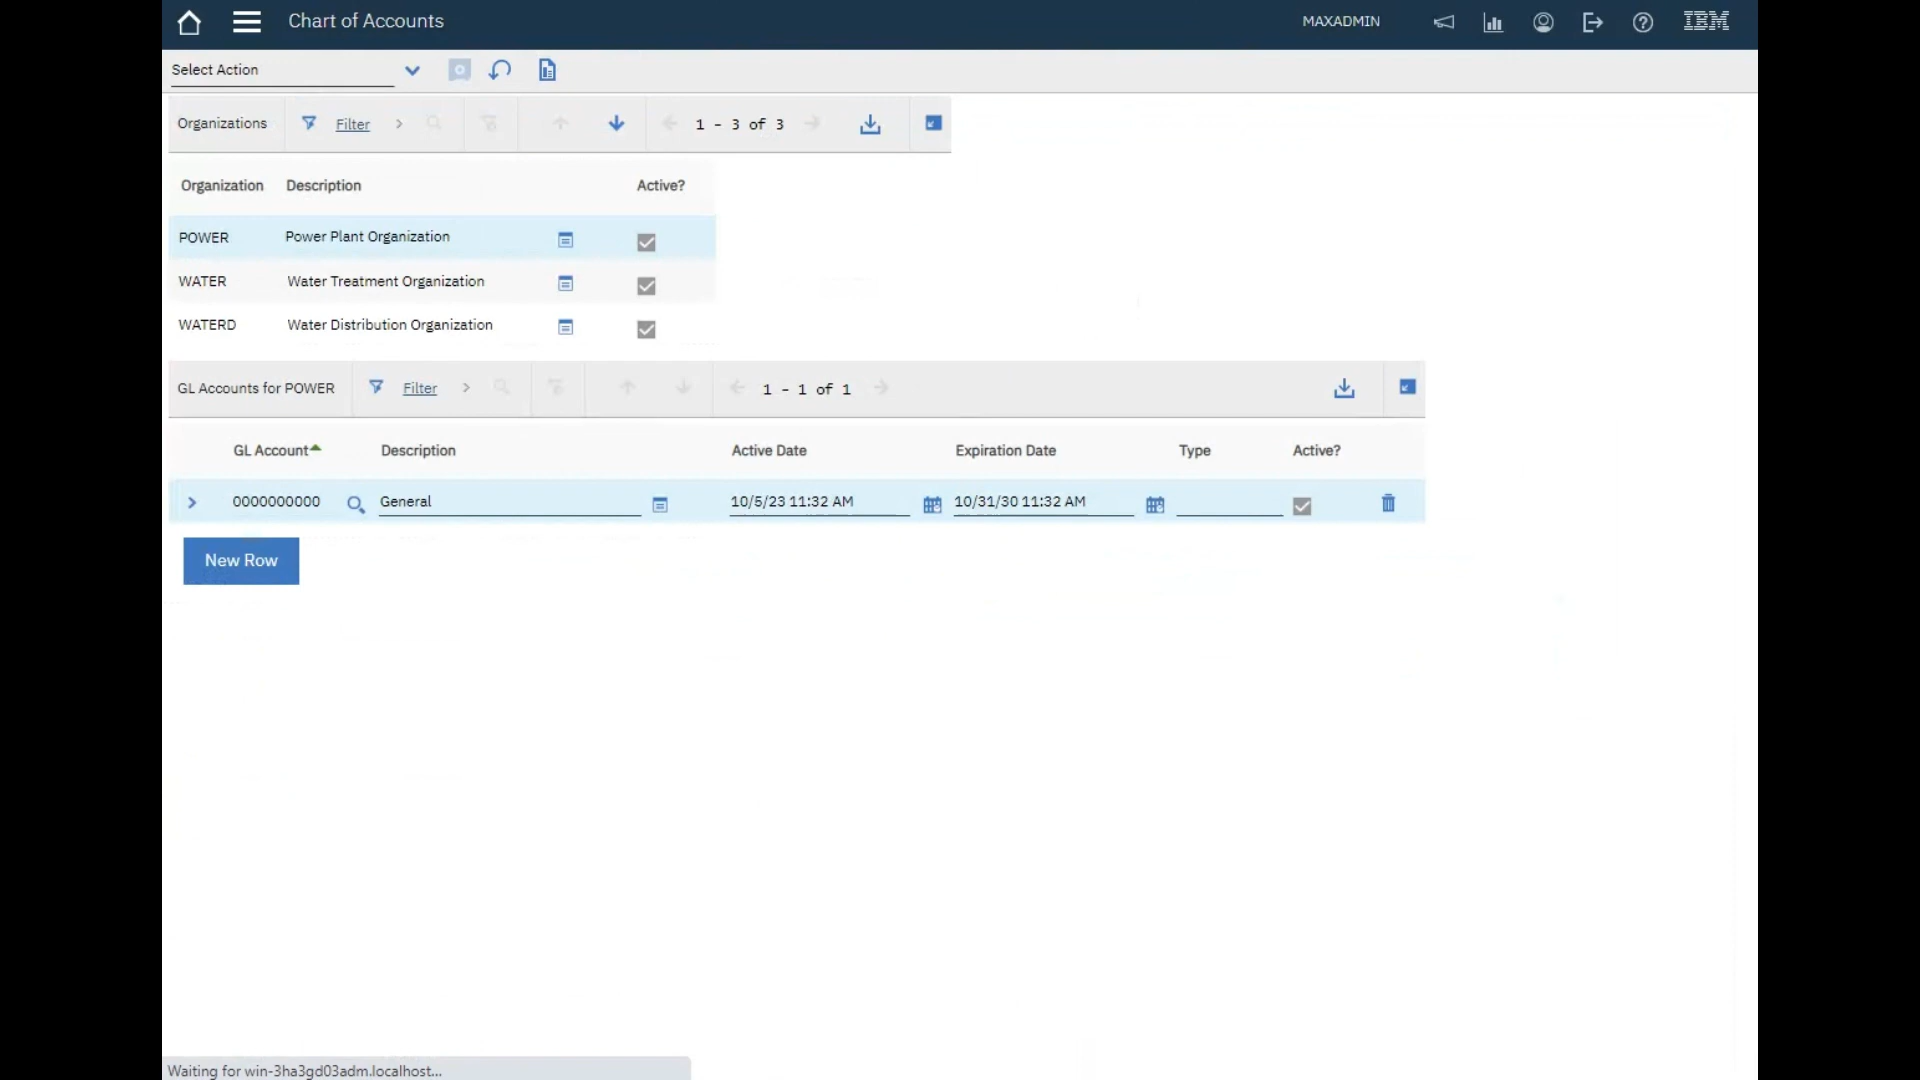 Chart of Accounts
MAXADMIN
IBM
Select Action
Organizations Filter 1 - 3 of 3
Organization Description Active?
POWER Power Plant Organization
WATER Water Treatment Organization
WATERD Water Distribution Organization
GL Accounts for POWER Filter 1 - 1 of 1
GL Account Description Active Date Expiration Date Type Active?
0000000000 General 10/5/23 11:32 AM 10/31/30 11:32 AM
New Row
Waiting for win-3ha3gd03adm.localhost...